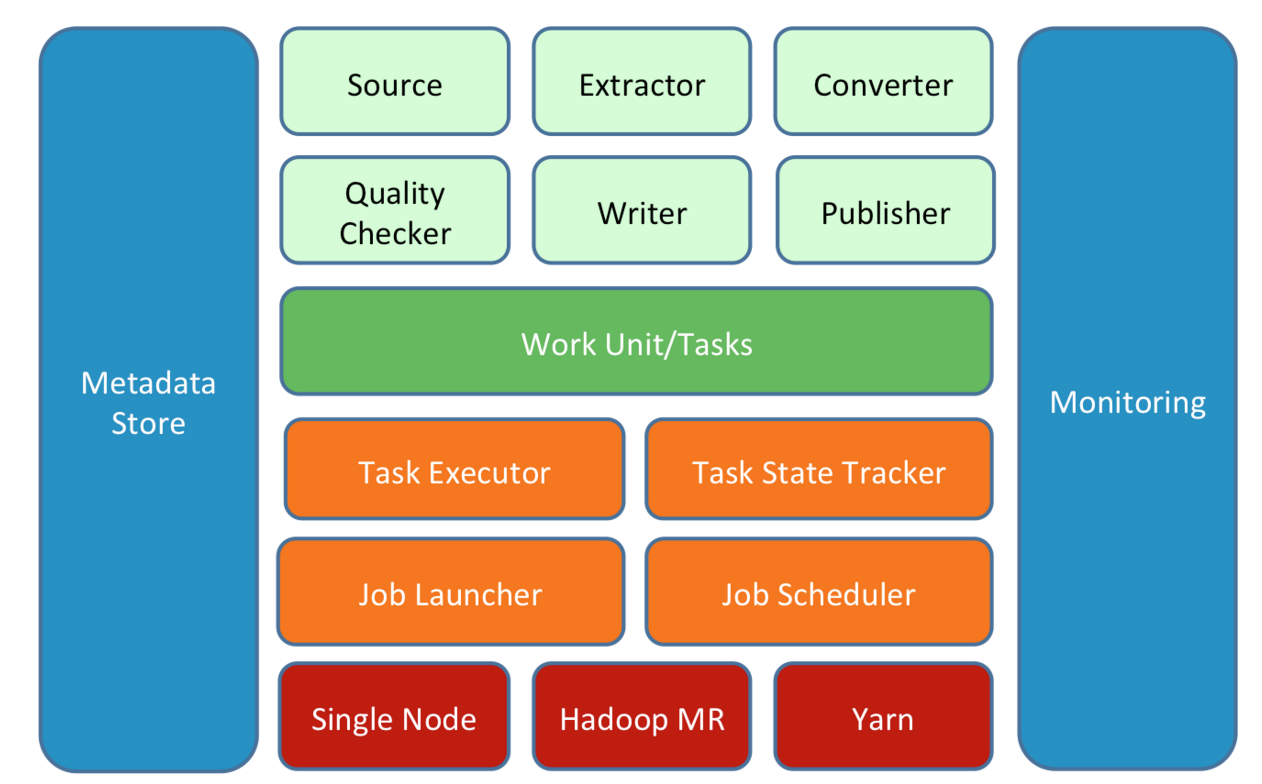 Source
Extractor
Converter
Quality
Checker
Writer
Publisher
Work Unit/Tasks
Metadata
Store
Monitoring
Task Executor
Task State Tracker
Job Launcher
Job Scheduler
Single Node
Hadoop MR
Yarn